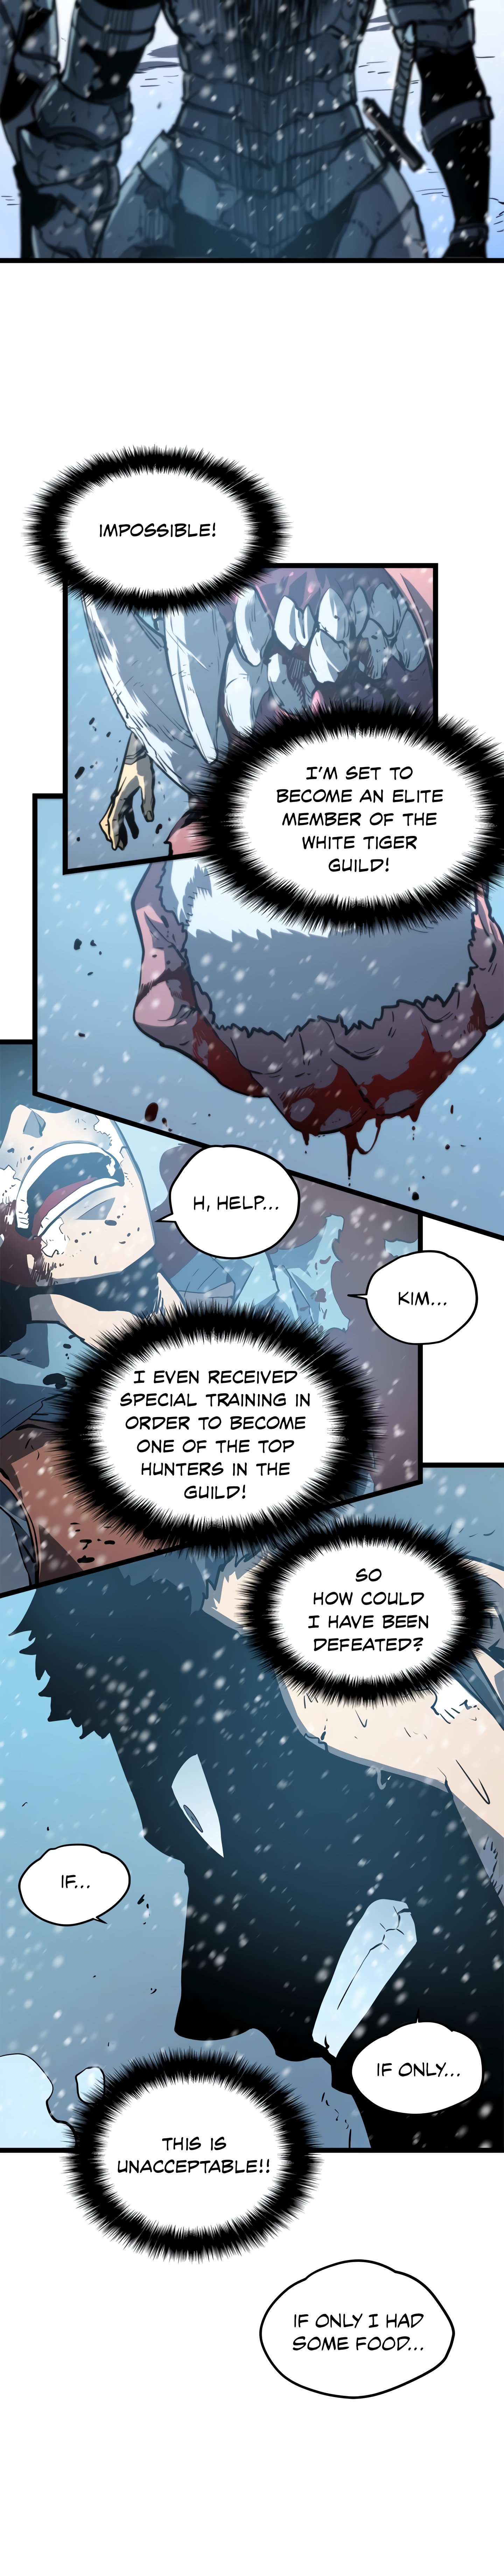 IMPOSSIBLE!
I'M SET TO
BECOME AN ELITE
MEMBER OF THE
WHITE TIGER
GUILD!
H, HELP...
KIM...
I EVEN RECEIVED
SPECIAL TRAINING IN
ORDER TO BECOME
ONE OF THE TOP
HUNTERS IN THE
GUILD!
SO
HOW COULD
I HAVE BEEN
DEFEATED?
IF...
IF ONLY...
THIS IS
UNACCEPTABLE!!
IF ONLY I HAD
SOME FOOD...